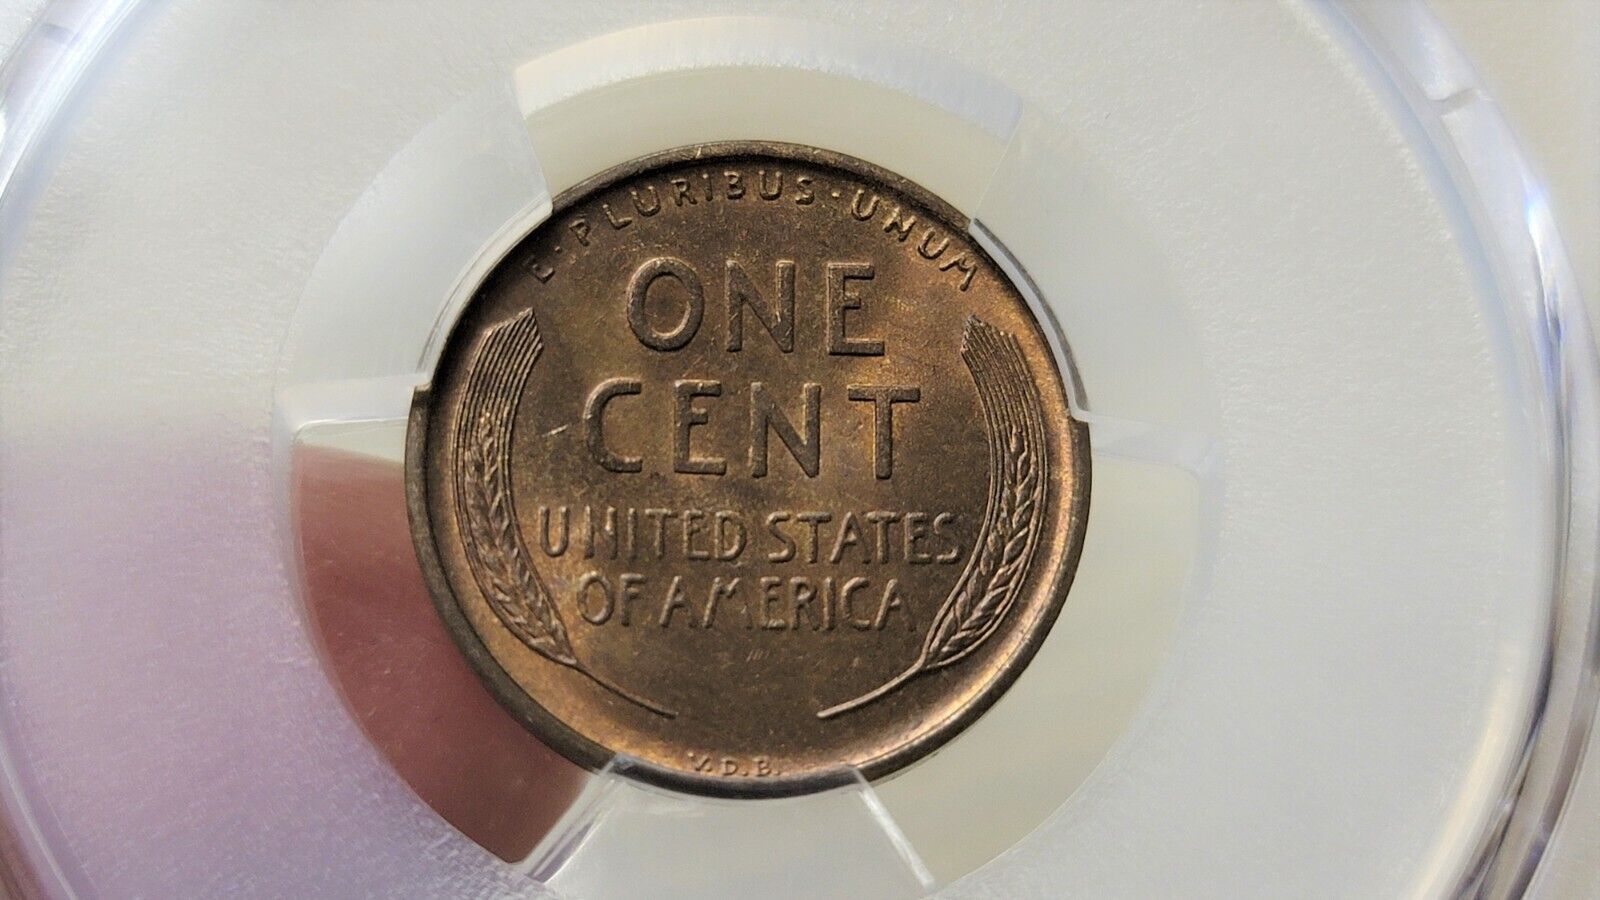 E·PLURIBUS·UNUM
ONE
CENT
UNITED STATES
OF AMERICA
V.D.B.